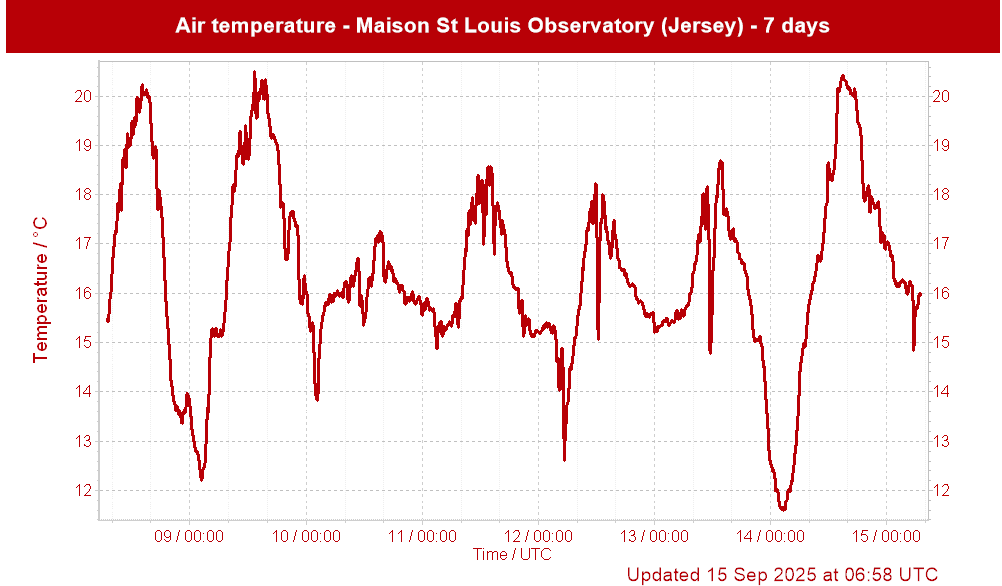 Air temperature - Maison St Louis Observatory (Jersey) - 7 days
Temperature / °C
20 20
19 19
18 18
17 17
16 16
15 15
14 14
13 13
12 12
09 / 00:00 10 / 00:00 11 / 00:00 12 / 00:00 13 / 00:00 14 / 00:00 15 / 00:00
Time / UTC
Updated 15 Sep 2025 at 06:58 UTC